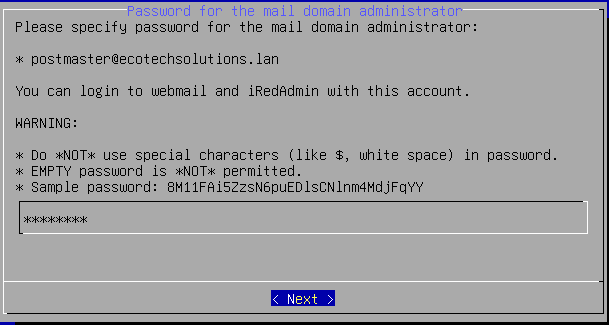 Password for the mail domain administrator
Please specify password for the mail domain administrator:
* postmaster@ecotechsolutions.lan
You can login to webmail and iRedAdmin with this account.
WARNING:
* Do *NOT* use special characters (like $, white space) in password.
* EMPTY password is *NOT* permitted.
* Sample password: 8M11FAi5ZzsN6puEDlsCNlnm4MdjFqYY
********
< Next >